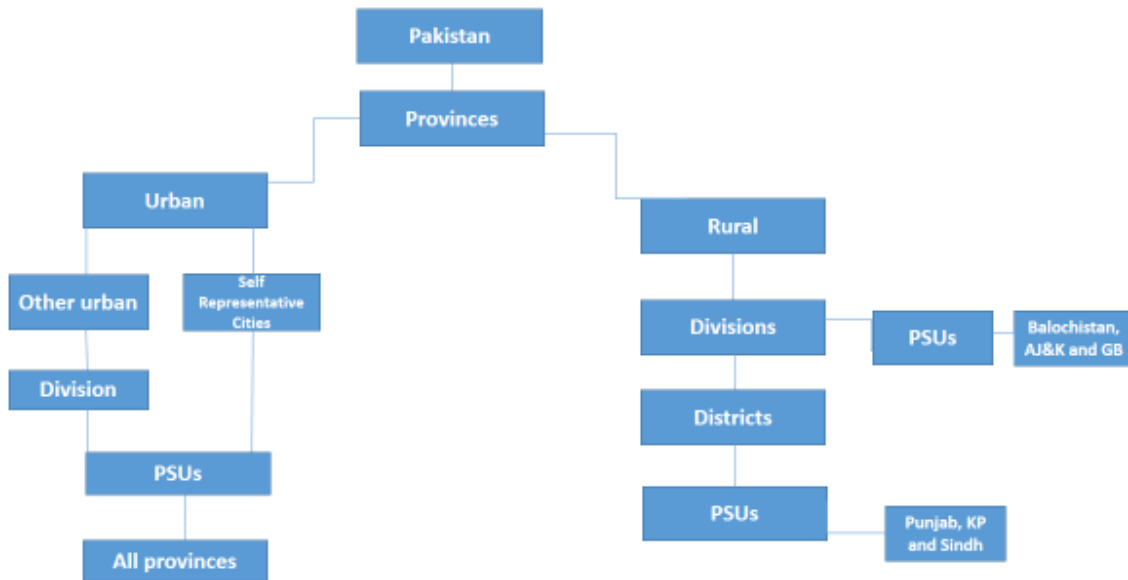 Pakistan
Provinces
Urban
Rural
Other urban
Self
Representative
Cities
Divisions
PSUs
Balochistan,
AJ&K and GB
Division
Districts
PSUs
PSUs
Punjab, KP
and Sindh
All provinces